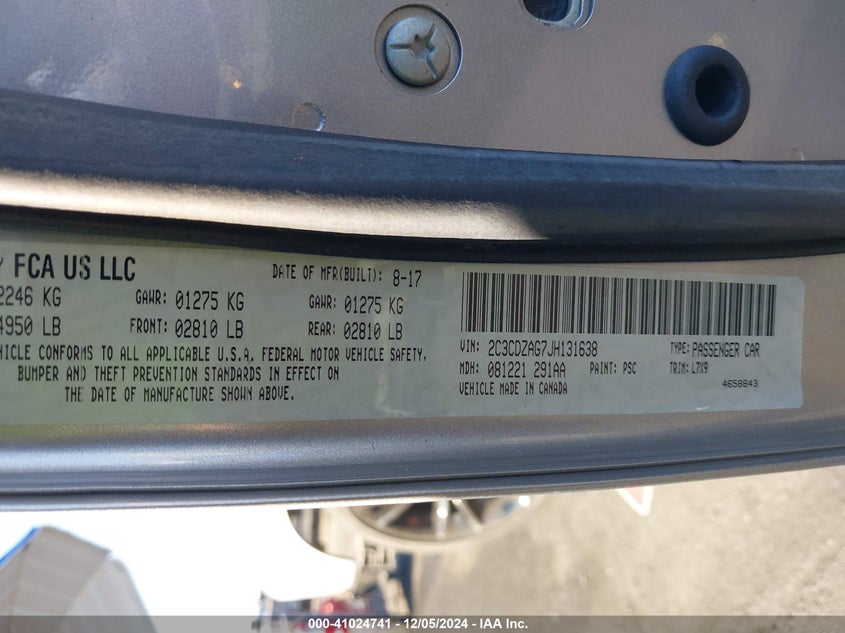 FCA US LLC
DATE OF MFR(BUILT): 8-17
2246 KG GAWR: 01275 KG GAWR: 01275 KG
4950 LB FRONT: 02810 LB REAR: 02810 LB
VEHICLE CONFORMS TO ALL APPLICABLE U.S.A. FEDERAL MOTOR VEHICLE SAFETY,
BUMPER AND THEFT PREVENTION STANDARDS IN EFFECT ON
THE DATE OF MANUFACTURE SHOWN ABOVE.
VIN: 2C3CDZAG7JH131638 TYPE: PASSENGER CAR
MDH: 081221 291AA PAINT: PSC TRIM: L7X9
VEHICLE MADE IN CANADA 4658843
000-41024741 - 12/05/2024 - IAA Inc.